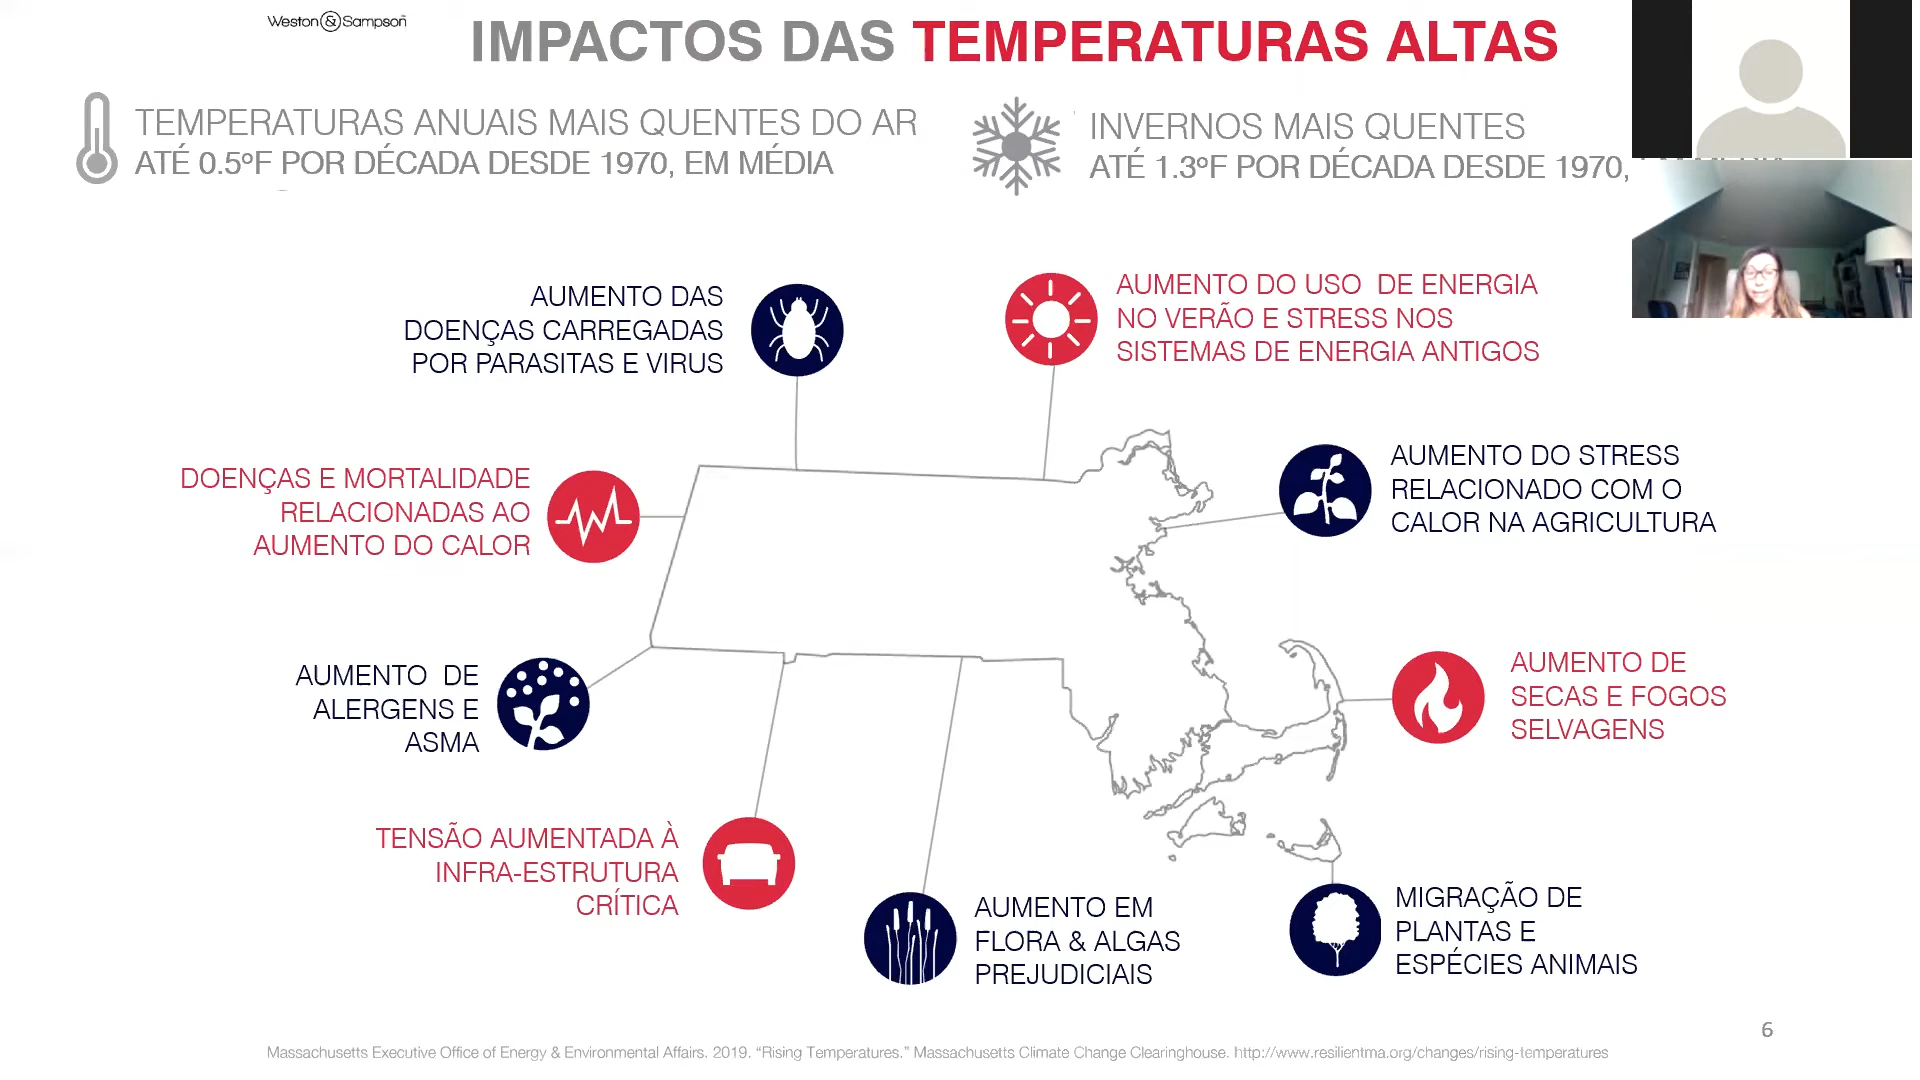 Weston & Sampson
IMPACTOS DAS TEMPERATURAS ALTAS
TEMPERATURAS ANUAIS MAIS QUENTES DO AR
ATÉ 0.5ºF POR DÉCADA DESDE 1970, EM MÉDIA
INVERNOS MAIS QUENTES
ATÉ 1.3ºF POR DÉCADA DESDE 1970,
AUMENTO DAS
DOENÇAS CARREGADAS
POR PARASITAS E VIRUS
AUMENTO DO USO DE ENERGIA
NO VERÃO E STRESS NOS
SISTEMAS DE ENERGIA ANTIGOS
DOENÇAS E MORTALIDADE
RELACIONADAS AO
AUMENTO DO CALOR
AUMENTO DO STRESS
RELACIONADO COM O
CALOR NA AGRICULTURA
AUMENTO DE
ALERGENS E
ASMA
AUMENTO DE
SECAS E FOGOS
SELVAGENS
TENSÃO AUMENTADA À
INFRA-ESTRUTURA
CRÍTICA
AUMENTO EM
FLORA & ALGAS
PREJUDICIAIS
MIGRAÇÃO DE
PLANTAS E
ESPÉCIES ANIMAIS
6
Massachusetts Executive Office of Energy & Environmental Affairs. 2019. “Rising Temperatures.” Massachusetts Climate Change Clearinghouse. http://www.resilientma.org/changes/rising-temperatures